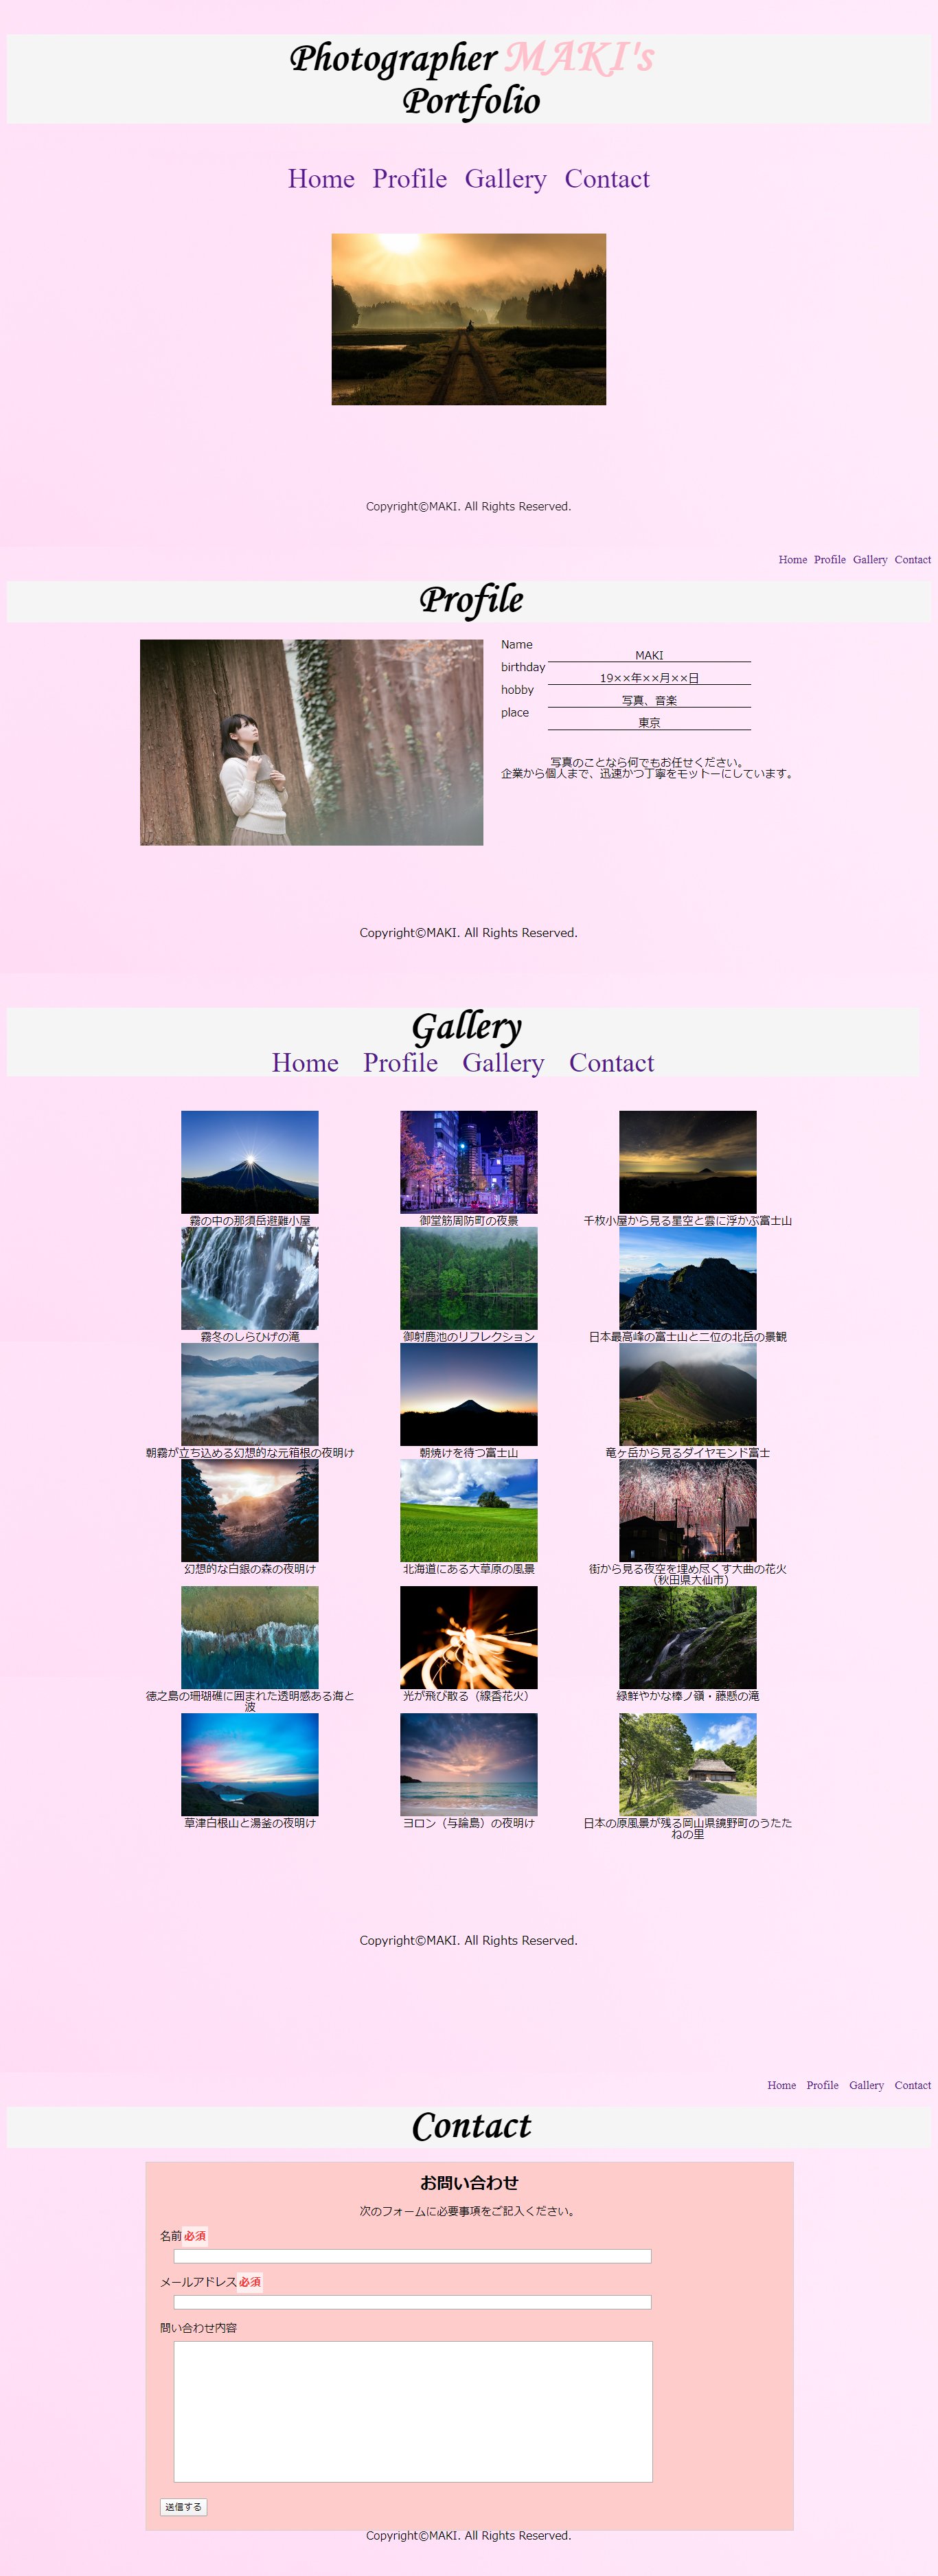 Photographer MAKI's
Portfolio
Home Profile Gallery Contact
Copyright©MAKI. All Rights Reserved.
Home Profile Gallery Contact
Profile
Name
MAKI
birthday
19××年××月××日
hobby
写真、音楽
place
東京
写真のことなら何でもお任せください。
企業から個人まで、迅速かつ丁寧をモットーにしています。
Copyright©MAKI. All Rights Reserved.
Gallery
Home Profile Gallery Contact
霧の中の那須岳避難小屋
御堂筋周防町の夜景
千枚小屋から見る星空と雲に浮かぶ富士山
霧冬のしらひげの滝
御射鹿池のリフレクション
日本最高峰の富士山と二位の北岳の景観
朝霧が立ち込める幻想的な元箱根の夜明け
朝焼けを待つ富士山
竜ヶ岳から見るダイヤモンド富士
幻想的な白銀の森の夜明け
北海道にある大草原の風景
街から見る夜空を埋め尽くす大曲の花火
(秋田県大仙市)
徳之島の珊瑚礁に囲まれた透明感ある海と
波
光が飛び散る（線香花火）
緑鮮やかな棒ノ嶺・藤懸の滝
草津白根山と湯釜の夜明け
ヨロン（与論島）の夜明け
日本の原風景が残る岡山県鏡野町のうたた
ねの里
Copyright©MAKI. All Rights Reserved.
Home Profile Gallery Contact
Contact
お問い合わせ
次のフォームに必要事項をご記入ください。
名前 必須
メールアドレス 必須
問い合わせ内容
送信する
Copyright©MAKI. All Rights Reserved.